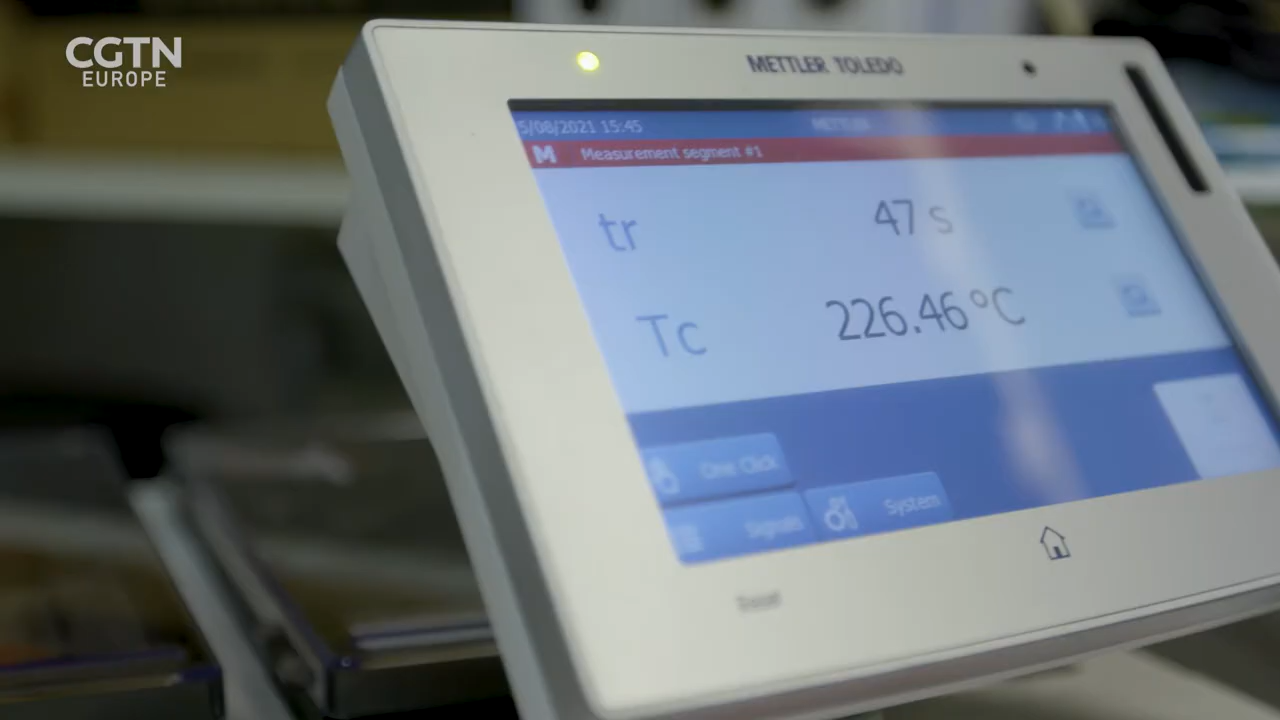 CGTN
EUROPE
METTLER TOLEDO
5/08/2021 15:45
M Measurement segment #1
tr 47 s
Tc 226.46 °C
One Click
Signals System